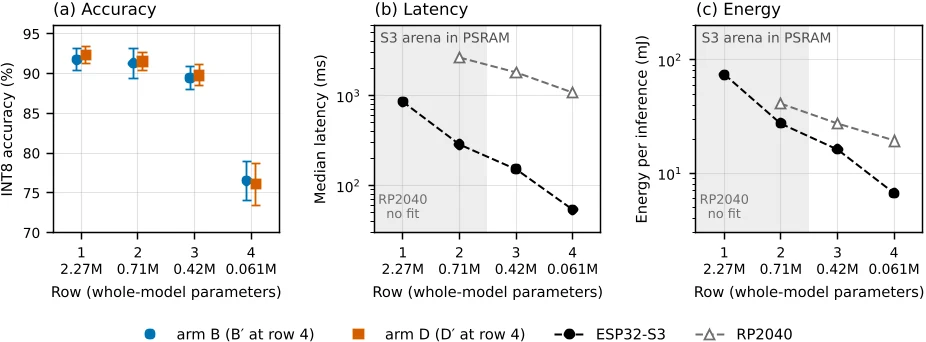 (a) Accuracy
INT8 accuracy (%)
95
90
85
80
75
70
1 2 3 4
2.27M 0.71M 0.42M 0.061M
Row (whole-model parameters)
(b) Latency
Median latency (ms)
S3 arena in PSRAM
10³
10²
RP2040
no fit
1 2 3 4
2.27M 0.71M 0.42M 0.061M
Row (whole-model parameters)
(c) Energy
Energy per inference (mJ)
S3 arena in PSRAM
10²
10¹
RP2040
no fit
1 2 3 4
2.27M 0.71M 0.42M 0.061M
Row (whole-model parameters)
arm B (B′ at row 4) arm D (D′ at row 4) ESP32-S3 RP2040